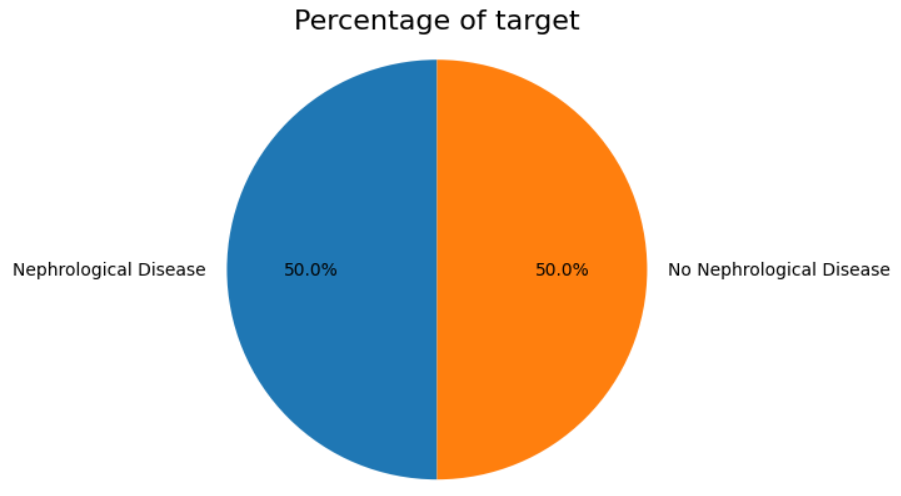 Percentage of target
Nephrological Disease
50.0%
50.0%
No Nephrological Disease